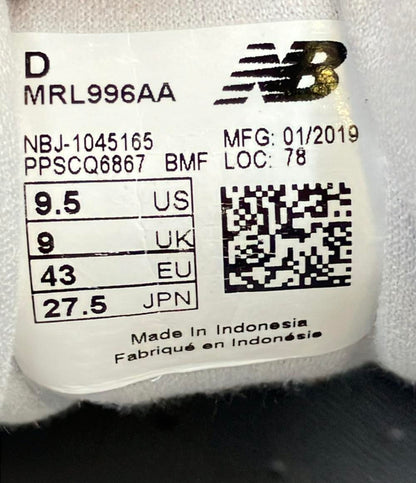 D
NB
MRL996AA
NBJ-1045165
MFG: 01/2019
PPSCQ6867 BMF
LOC: 78
9.5 US
9 UK
43 EU
27.5 JPN
Made In Indonesia
Fabriqué en Indonésie